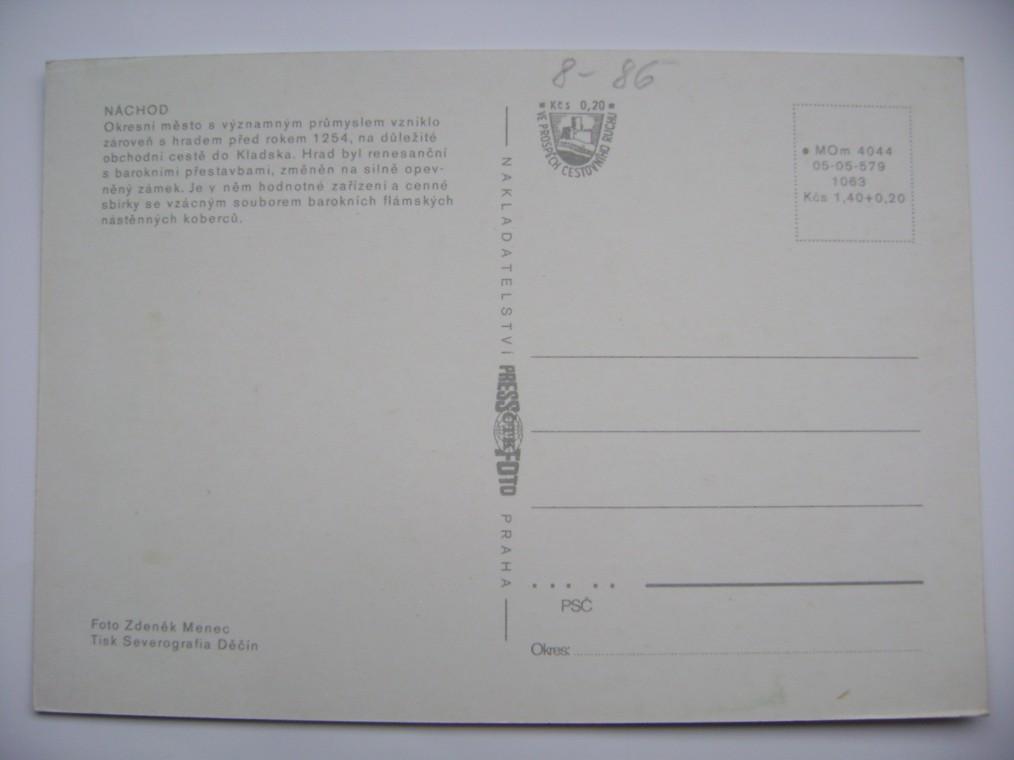 8- 86
NÁCHOD
Okresní město s významným průmyslem vzniklo
zároveň s hradem před rokem 1254, na důležité
obchodní cestě do Kladska. Hrad byl renesanční
s barokními přestavbami, změněn na silně opev-
něný zámek. Je v něm hodnotné zařízení a cenné
sbírky se vzácným souborem barokních flámských
nástěnných koberců.
Foto Zdeněk Menec
Tisk Severografia Děčín
NAKLADATELSTVÍ PRESSFOTO PRAHA
ČTK
Kčs 0,20
VE PROSPĚCH CESTOVNÍHO RUCHU
• MOm 4044
05-05-579
1063
Kčs 1,40+0,20
PSČ
Okres: